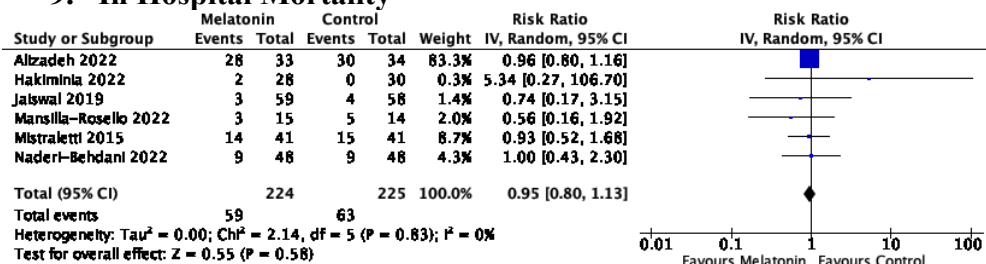 9. In Hospital Mortality
Melatonin Control Risk Ratio Risk Ratio
Study or Subgroup Events Total Events Total Weight IV, Random, 95% CI IV, Random, 95% CI
Alizadeh 2022 28 33 30 34 83.3% 0.96 [0.80, 1.16]
Hakiminia 2022 2 28 0 30 0.3% 5.34 [0.27, 106.70]
Jaiswal 2019 3 59 4 58 1.4% 0.74 [0.17, 3.15]
Mansilla-Rosello 2022 3 15 5 14 2.0% 0.56 [0.16, 1.92]
Mistraletti 2015 14 41 15 41 8.7% 0.93 [0.52, 1.68]
Naderi-Behdani 2022 9 48 9 48 4.3% 1.00 [0.43, 2.30]
Total (95% CI) 224 225 100.0% 0.95 [0.80, 1.13]
Total events 59 63
Heterogeneity: Tau² = 0.00; Chi² = 2.14, df = 5 (P = 0.83); I² = 0%
Test for overall effect: Z = 0.55 (P = 0.58)
0.01 0.1 1 10 100
Favours Melatonin Favours Control